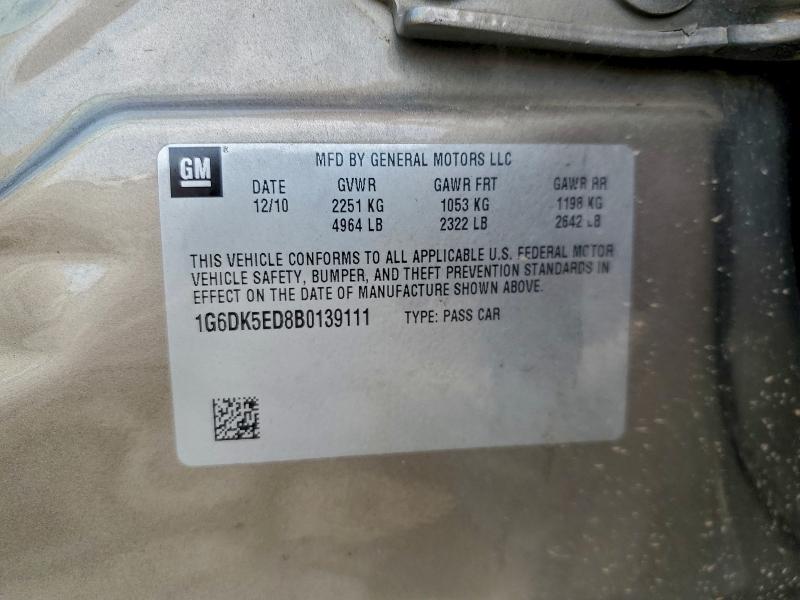 GM ® MFD BY GENERAL MOTORS LLC
DATE GVWR GAWR FRT GAWR RR
12/10 2251 KG 1053 KG 1198 KG
4964 LB 2322 LB 2642 LB
THIS VEHICLE CONFORMS TO ALL APPLICABLE U.S. FEDERAL MOTOR
VEHICLE SAFETY, BUMPER, AND THEFT PREVENTION STANDARDS IN
EFFECT ON THE DATE OF MANUFACTURE SHOWN ABOVE.
1G6DK5ED8B0139111 TYPE: PASS CAR